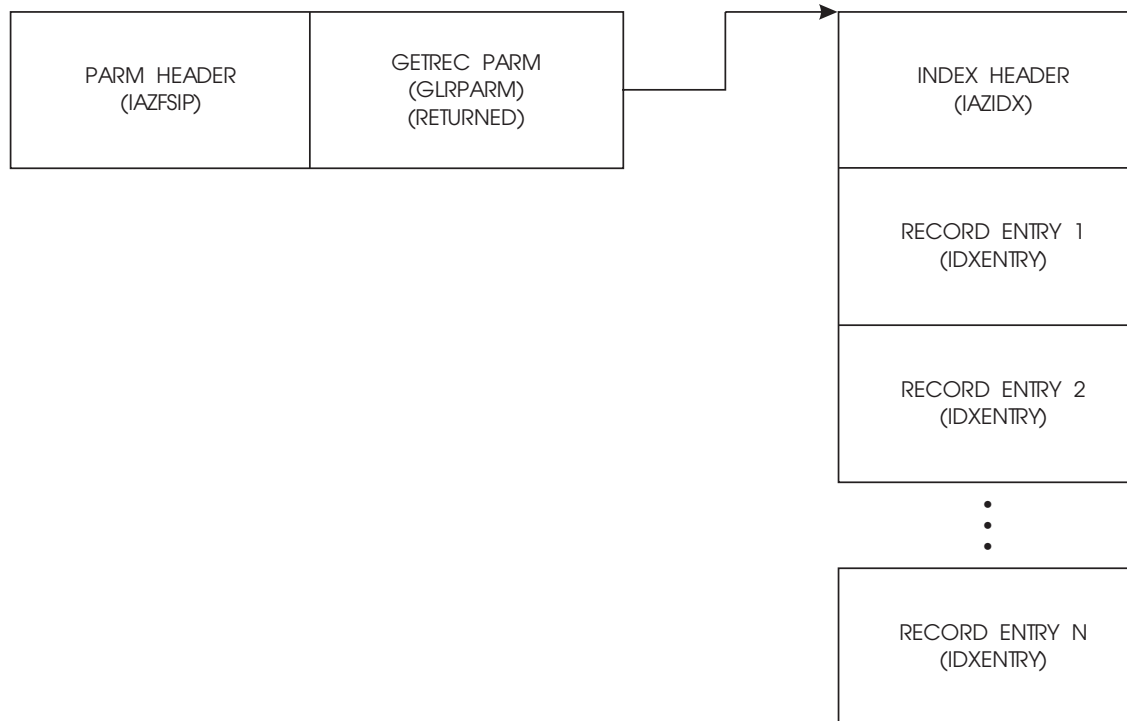 PARM HEADER
(IAZFSIP)
GETREC PARM
(GLRPARM)
(RETURNED)
INDEX HEADER
(IAZIDX)
RECORD ENTRY 1
(IDXENTRY)
RECORD ENTRY 2
(IDXENTRY)
RECORD ENTRY N
(IDXENTRY)